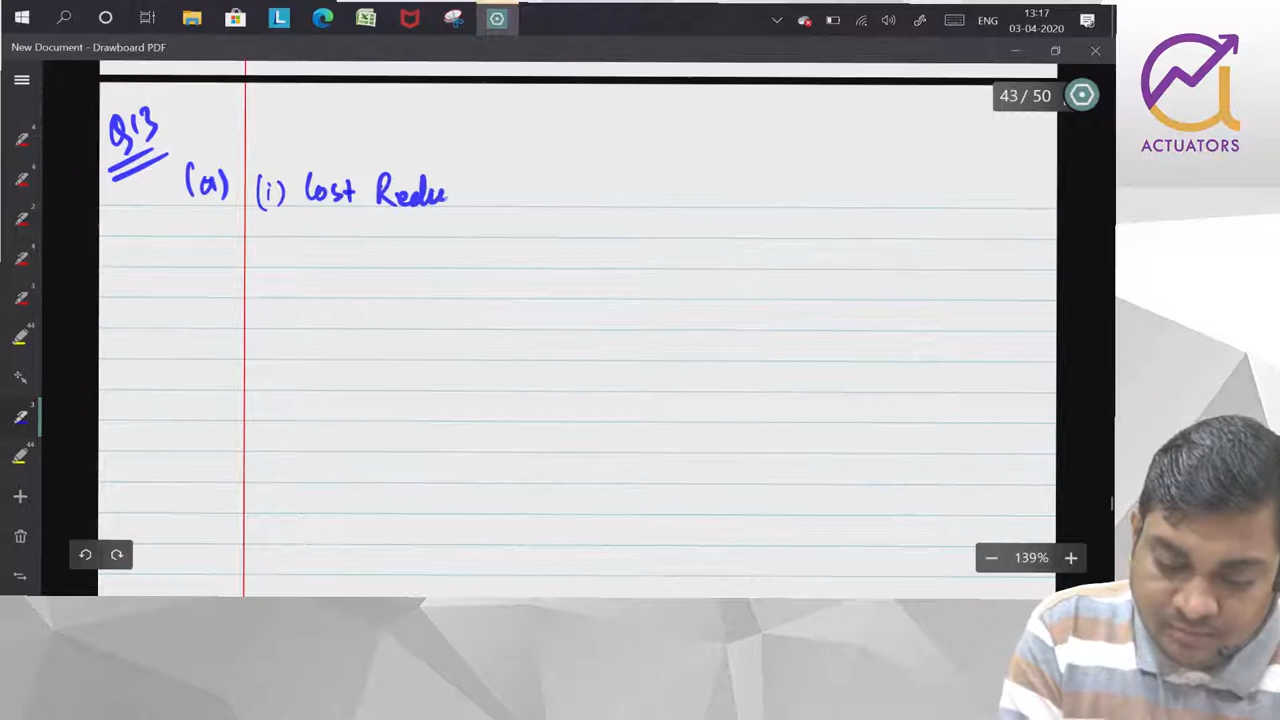 13:17
ENG
03-04-2020
New Document - Drawboard PDF
43 / 50
Q13
(a) (i) Cost Redu
139%
ACTUATORS